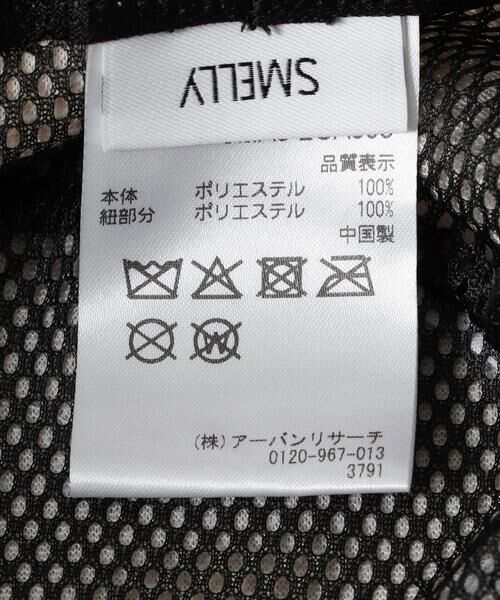 SMELLY
品質表示
本体 ポリエステル 100%
紐部分 ポリエステル 100%
中国製
(株)アーバンリサーチ
0120-967-013
3791